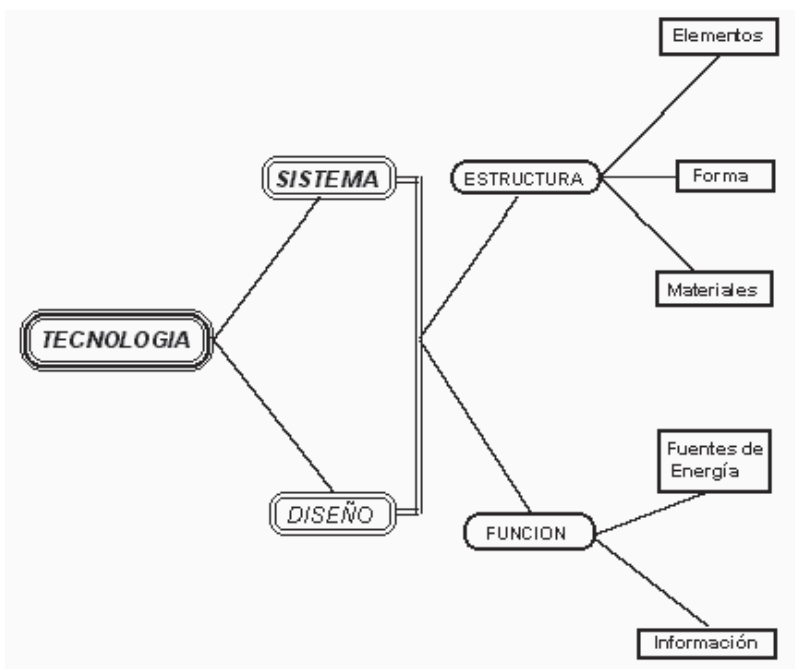 Elementos
SISTEMA
ESTRUCTURA
Forma
Materiales
TECNOLOGIA
Fuentes de
Energía
DISEÑO
FUNCION
Información